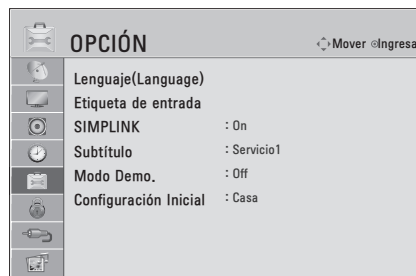 OPCIÓN
Mover Ingresa
Lenguaje(Language)
Etiqueta de entrada
SIMPLINK : On
Subtítulo : Servicio1
Modo Demo. : Off
Configuración Inicial : Casa